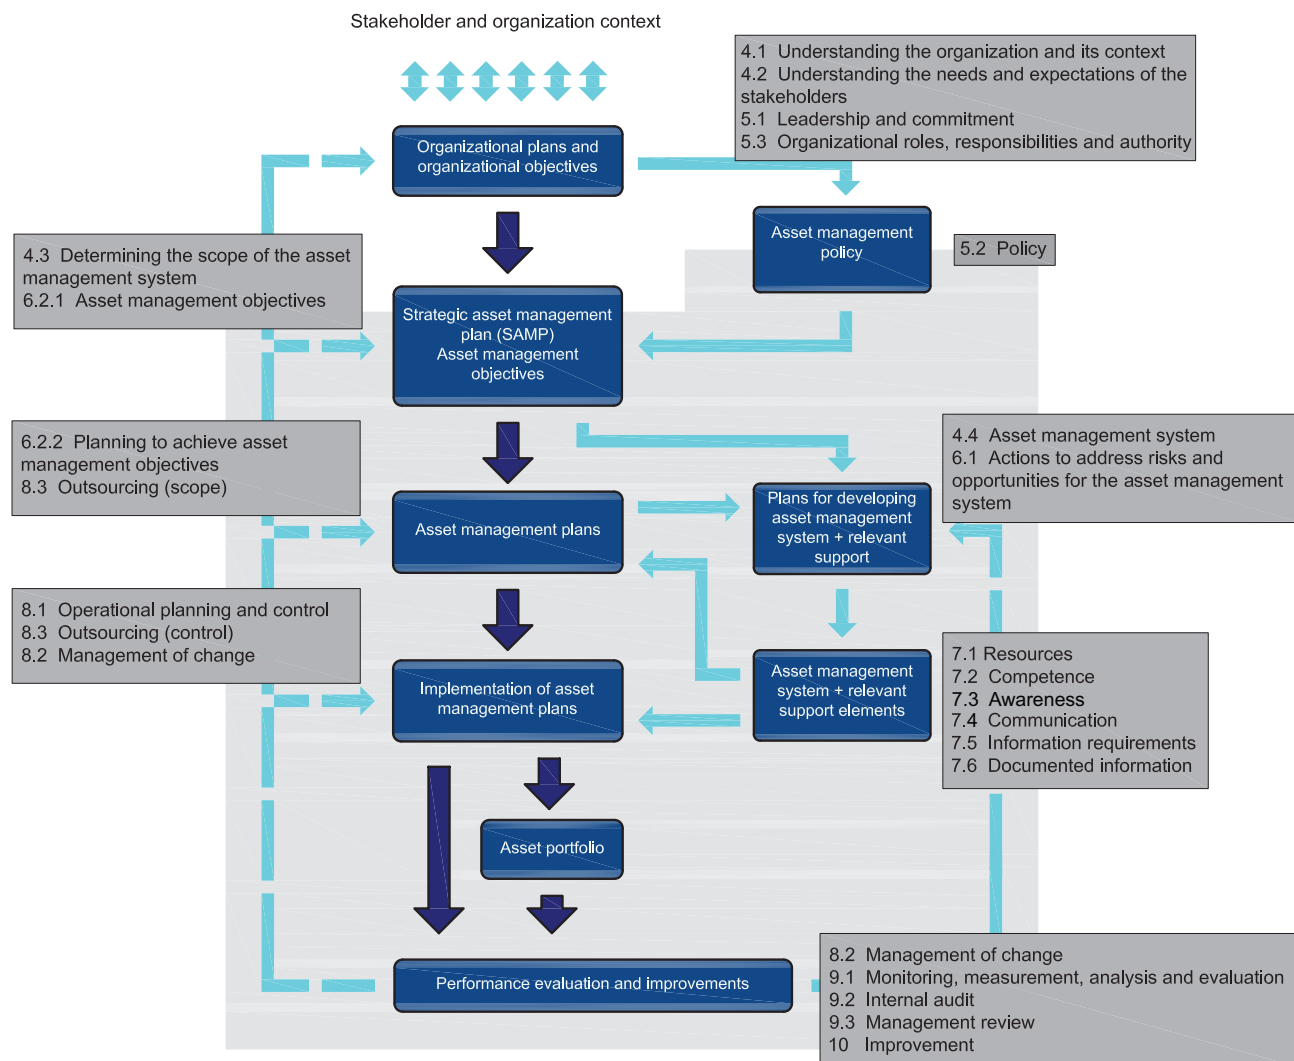 Stakeholder and organization context
4.1 Understanding the organization and its context
4.2 Understanding the needs and expectations of the
stakeholders
5.1 Leadership and commitment
5.3 Organizational roles, responsibilities and authority
Organizational plans and
organizational objectives
Asset management
policy
5.2 Policy
4.3 Determining the scope of the asset
management system
6.2.1 Asset management objectives
Strategic asset management
plan (SAMP)
Asset management
objectives
6.2.2 Planning to achieve asset
management objectives
8.3 Outsourcing (scope)
4.4 Asset management system
6.1 Actions to address risks and
opportunities for the asset management
system
Asset management plans
Plans for developing
asset management
system + relevant
support
8.1 Operational planning and control
8.3 Outsourcing (control)
8.2 Management of change
Implementation of asset
management plans
Asset management
system + relevant
support elements
7.1 Resources
7.2 Competence
7.3 Awareness
7.4 Communication
7.5 Information requirements
7.6 Documented information
Asset portfolio
Performance evaluation and improvements
8.2 Management of change
9.1 Monitoring, measurement, analysis and evaluation
9.2 Internal audit
9.3 Management review
10 Improvement